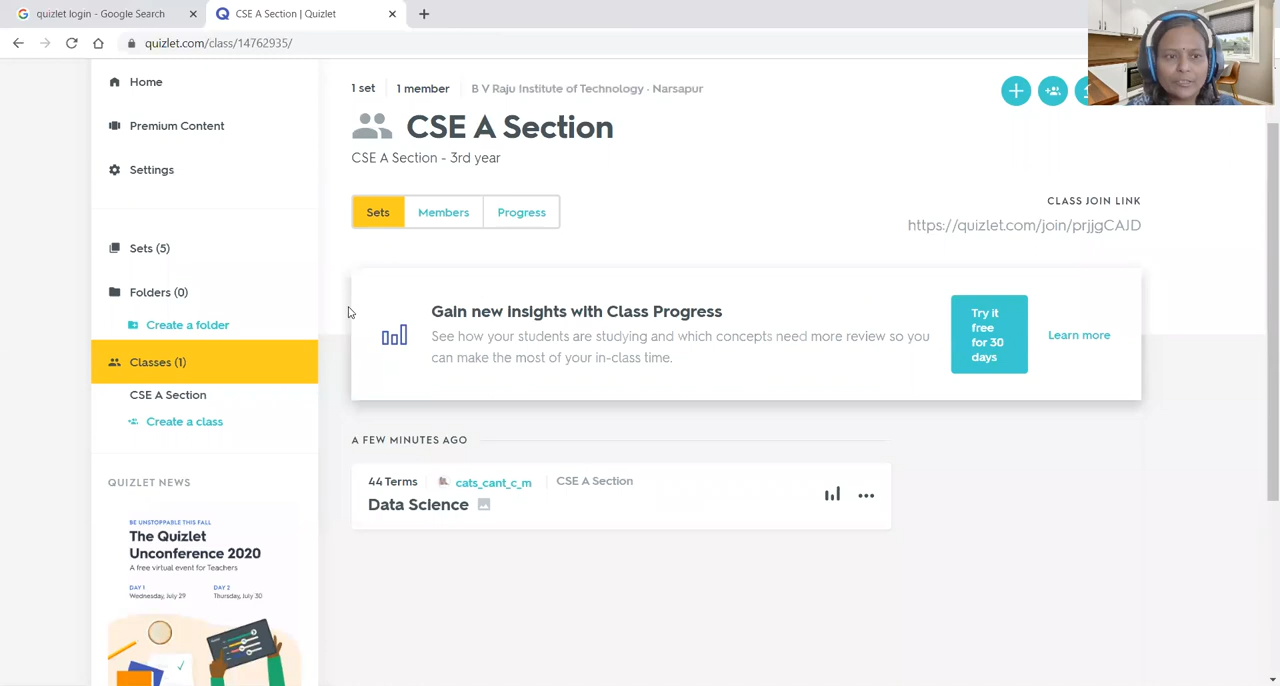 quizlet login - Google Search
CSE A Section | Quizlet
quizlet.com/class/14762935/
Home
Premium Content
Settings
Sets (5)
Folders (0)
Create a folder
Classes (1)
CSE A Section
Create a class
QUIZLET NEWS
BE UNSTOPPABLE THIS FALL
The Quizlet
Unconference 2020
A free virtual event for Teachers
DAY 1
Wednesday, July 29
DAY 2
Thursday, July 30
1 set
1 member
B V Raju Institute of Technology · Narsapur
CSE A Section
CSE A Section - 3rd year
Sets
Members
Progress
CLASS JOIN LINK
https://quizlet.com/join/prjjgCAJD
Gain new insights with Class Progress
See how your students are studying and which concepts need more review so you
can make the most of your in-class time.
Try it
free
for 30
days
Learn more
A FEW MINUTES AGO
44 Terms
cats_cant_c_m
CSE A Section
Data Science